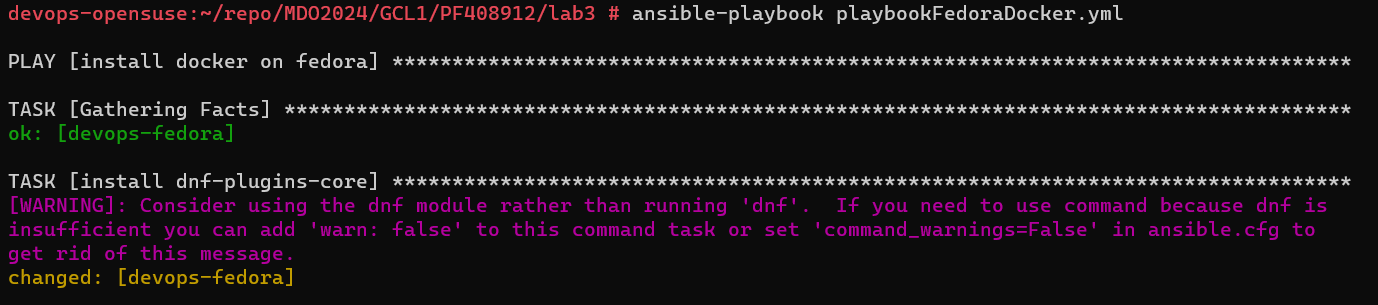 devops-opensuse:~/repo/MDO2024/GCL1/PF408912/lab3 # ansible-playbook playbookFedoraDocker.yml
PLAY [install docker on fedora] ********************************************************************************
TASK [Gathering Facts] *****************************************************************************************
ok: [devops-fedora]
TASK [install dnf-plugins-core] ********************************************************************************
[WARNING]: Consider using the dnf module rather than running 'dnf'.  If you need to use command because dnf is
insufficient you can add 'warn: false' to this command task or set 'command_warnings=False' in ansible.cfg to
get rid of this message.
changed: [devops-fedora]